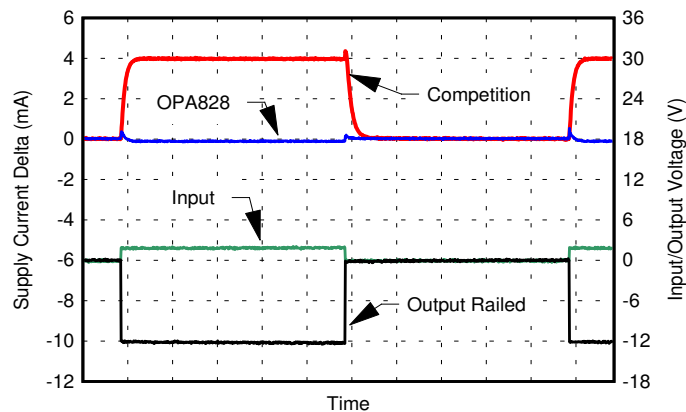 Supply Current Delta (mA)
6
4
2
0
-2
-4
-6
-8
-10
-12
36
30
24
18
12
6
0
-6
-12
-18
Input/Output Voltage (V)
Competition
OPA828
Input
Output Railed
Time